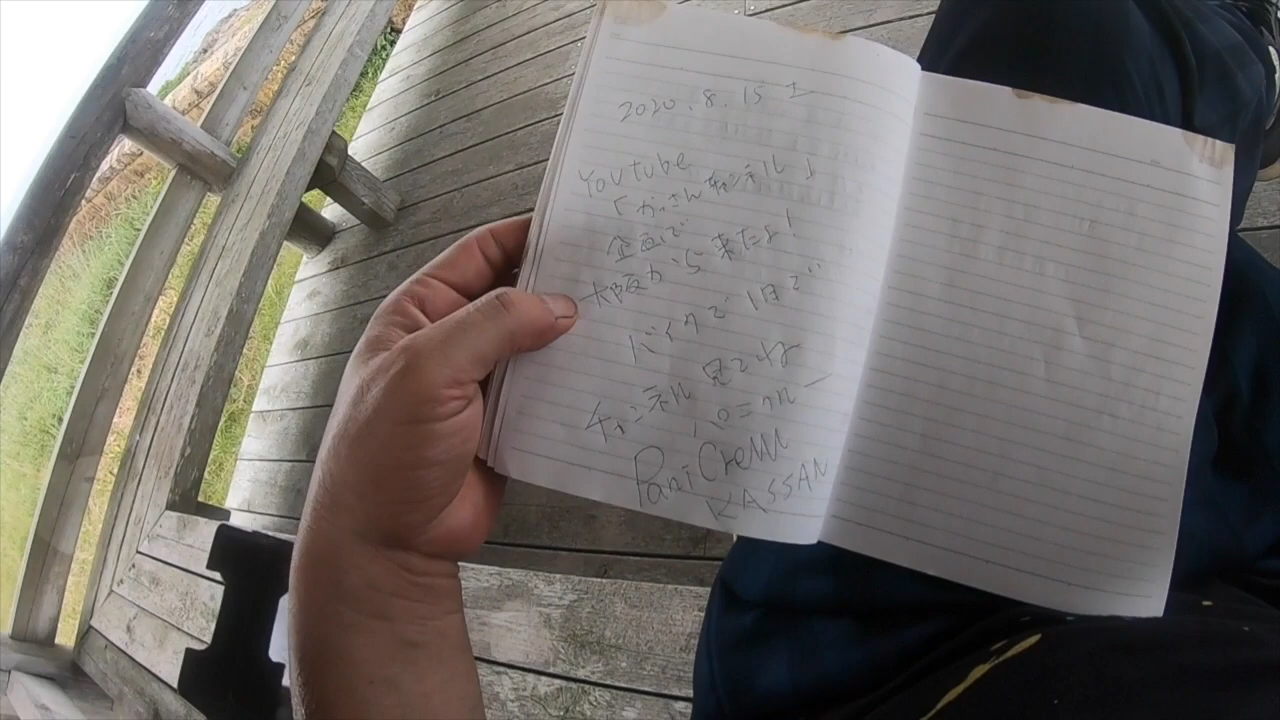 2020.8.15 土
YouTube
「かっさんチャンネル」
企画で
大阪から来たよ!
バイクで1日で
チャンネル見てね
パニクルー
PaniCreW
KASSAN